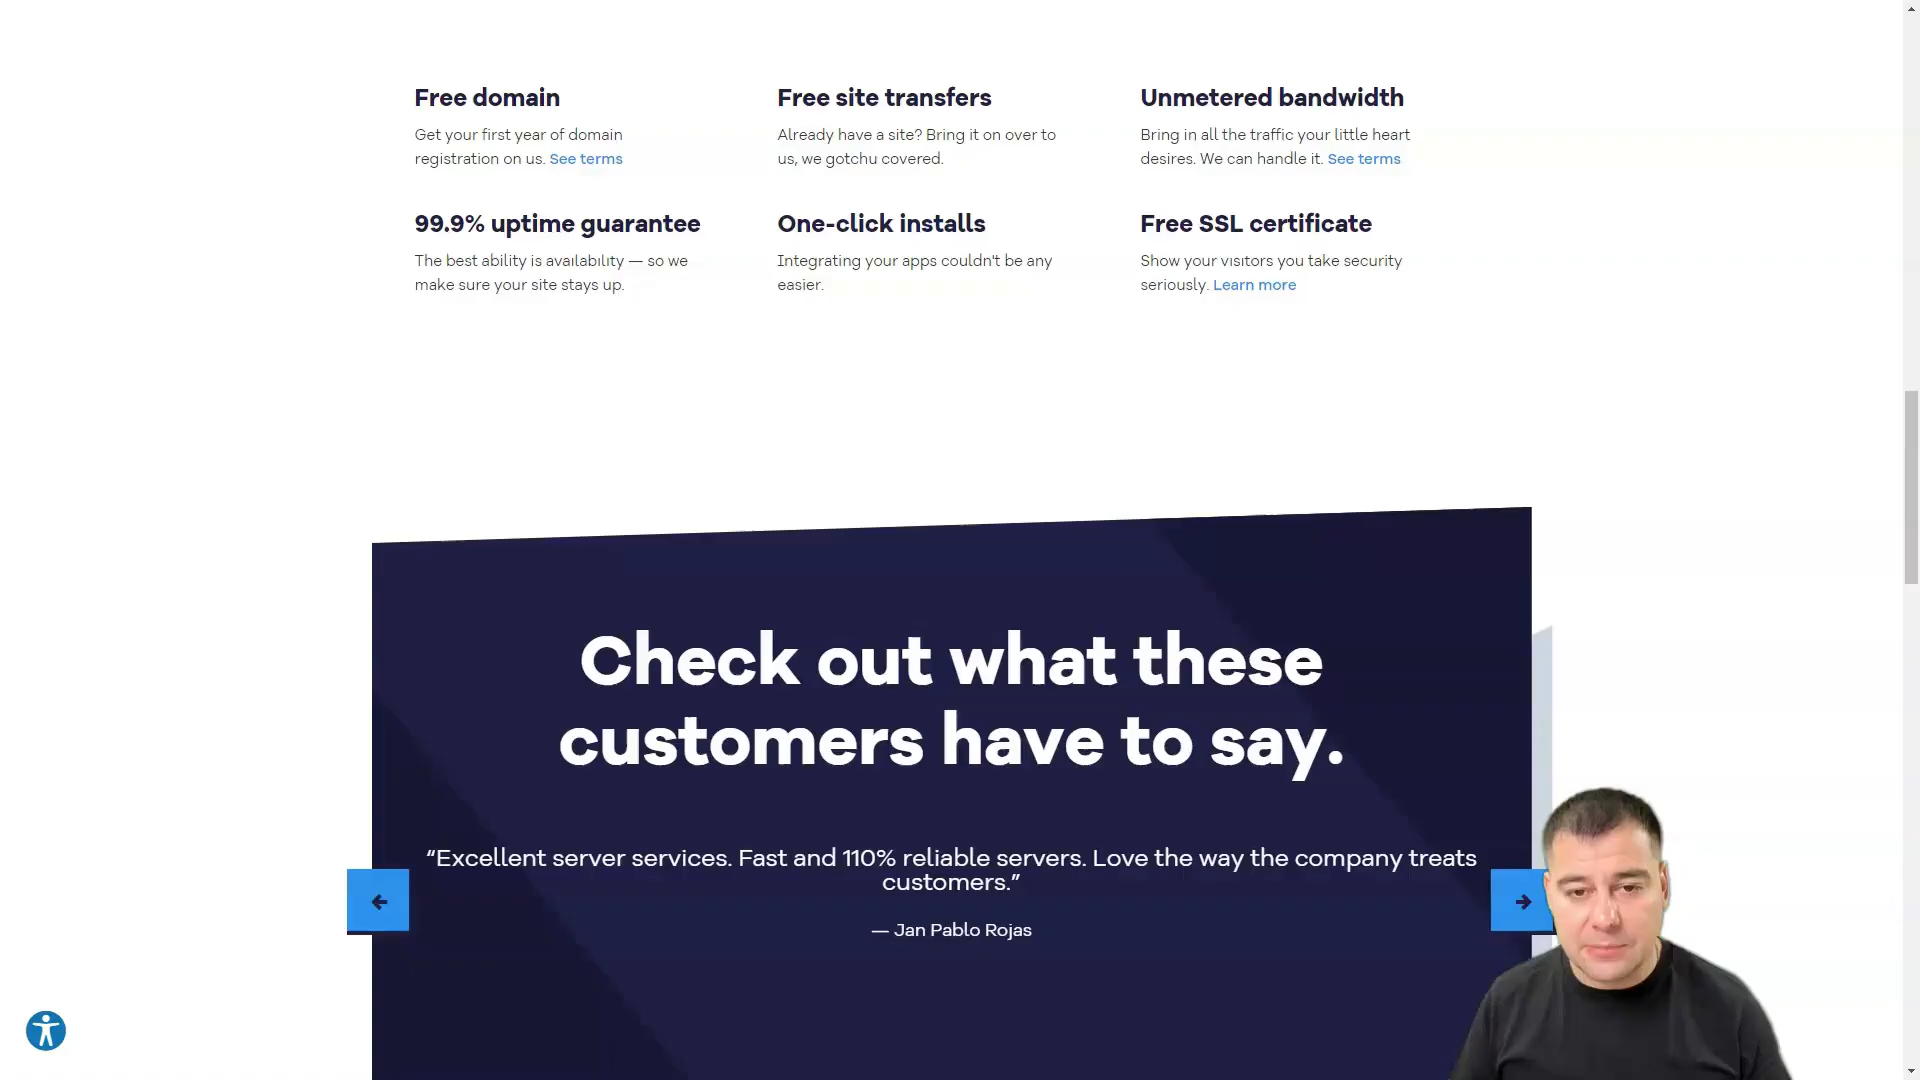 Free domain
Get your first year of domain
registration on us. See terms
Free site transfers
Already have a site? Bring it on over to
us, we gotchu covered.
Unmetered bandwidth
Bring in all the traffic your little heart
desires. We can handle it. See terms
99.9% uptime guarantee
The best ability is availability — so we
make sure your site stays up.
One-click installs
Integrating your apps couldn't be any
easier.
Free SSL certificate
Show your visitors you take security
seriously. Learn more
Check out what these
customers have to say.
“Excellent server services. Fast and 110% reliable servers. Love the way the company treats
customers.”
— Jan Pablo Rojas